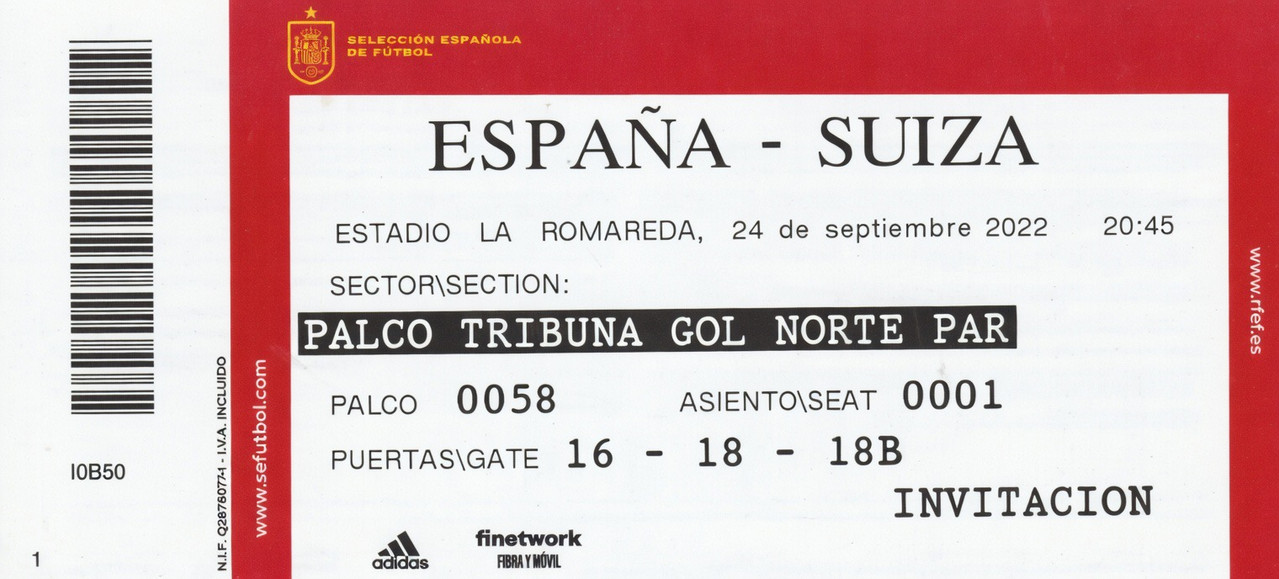 SELECCIÓN ESPAÑOLA
DE FÚTBOL
ESPAÑA - SUIZA
ESTADIO LA ROMAREDA, 24 de septiembre 2022 20:45
SECTOR\SECTION:
PALCO TRIBUNA GOL NORTE PAR
PALCO 0058 ASIENTO\SEAT 0001
PUERTAS\GATE 16 - 18 - 18B
INVITACION
adidas
finetwork
FIBRA Y MÓVIL
www.sefutbol.com
www.rfef.es
N.I.F. Q2876077-I - I.V.A. INCLUIDO
I0B50
1